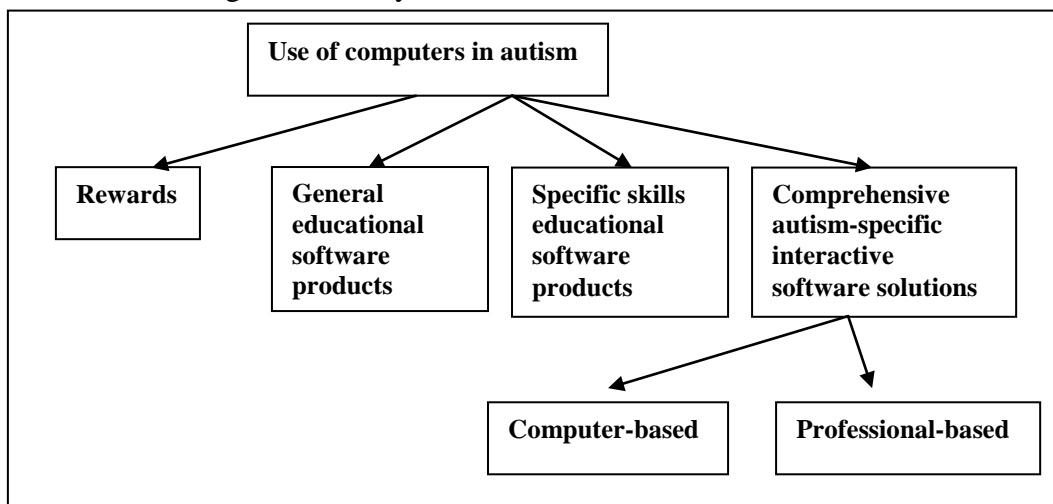 Use of computers in autism
Rewards
General
educational
software
products
Specific skills
educational
software
products
Comprehensive
autism-specific
interactive
software solutions
Computer-based
Professional-based